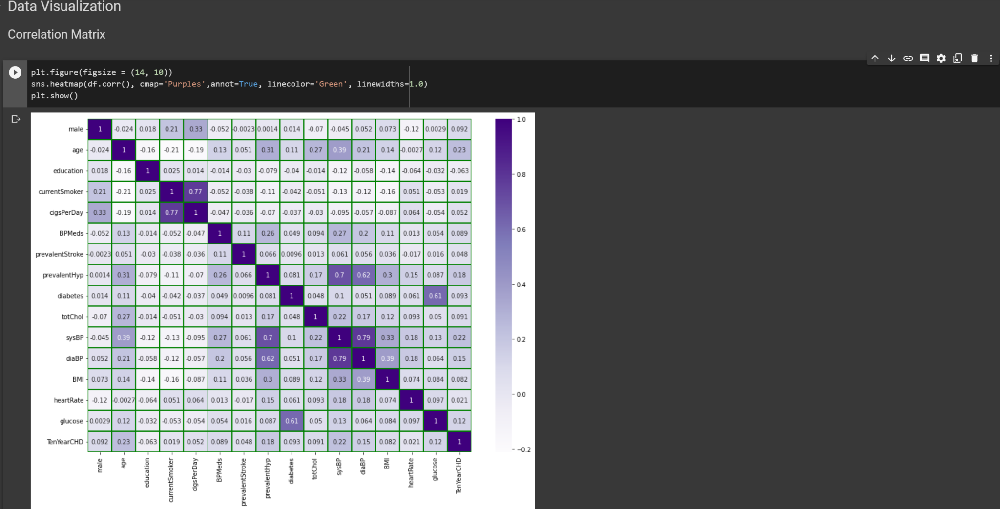 Data Visualization
Correlation Matrix
plt.figure(figsize = (14, 10))
sns.heatmap(df.corr(), cmap='Purples',annot=True, linecolor='Green', linewidths=1.0)
plt.show()
male 1 -0.024 0.018 0.21 0.33 -0.052 -0.0023 0.0014 0.014 -0.07 -0.045 0.052 0.073 -0.12 0.0029 0.092
age -0.024 1 -0.16 -0.21 -0.19 0.13 0.051 0.31 0.11 0.27 0.39 0.21 0.14 -0.0027 0.12 0.23
education 0.018 -0.16 1 0.025 0.014 -0.014 -0.03 -0.079 -0.04 -0.014 -0.12 -0.058 -0.14 -0.064 -0.032 -0.063
currentSmoker 0.21 -0.21 0.025 1 0.77 -0.052 -0.038 -0.11 -0.042 -0.051 -0.13 -0.12 -0.16 0.051 -0.053 0.019
cigsPerDay 0.33 -0.19 0.014 0.77 1 -0.047 -0.036 -0.07 -0.037 -0.03 -0.095 -0.057 -0.087 0.064 -0.054 0.052
BPMeds -0.052 0.13 -0.014 -0.052 -0.047 1 0.11 0.26 0.049 0.094 0.27 0.2 0.11 0.013 0.054 0.089
prevalentStroke -0.0023 0.051 -0.03 -0.038 -0.036 0.11 1 0.066 0.0096 0.013 0.061 0.056 0.036 -0.017 0.016 0.048
prevalentHyp 0.0014 0.31 -0.079 -0.11 -0.07 0.26 0.066 1 0.081 0.17 0.7 0.62 0.3 0.15 0.087 0.18
diabetes 0.014 0.11 -0.04 -0.042 -0.037 0.049 0.0096 0.081 1 0.048 0.1 0.051 0.089 0.061 0.61 0.093
totChol -0.07 0.27 -0.014 -0.051 -0.03 0.094 0.013 0.17 0.048 1 0.22 0.17 0.12 0.093 0.05 0.091
sysBP -0.045 0.39 -0.12 -0.13 -0.095 0.27 0.061 0.7 0.1 0.22 1 0.79 0.33 0.18 0.13 0.22
diaBP 0.052 0.21 -0.058 -0.12 -0.057 0.2 0.056 0.62 0.051 0.17 0.79 1 0.39 0.18 0.064 0.15
BMI 0.073 0.14 -0.14 -0.16 -0.087 0.11 0.036 0.3 0.089 0.12 0.33 0.39 1 0.074 0.084 0.082
heartRate -0.12 -0.0027 -0.064 0.051 0.064 0.013 -0.017 0.15 0.061 0.093 0.18 0.18 0.074 1 0.097 0.021
glucose 0.0029 0.12 -0.032 -0.053 -0.054 0.054 0.016 0.087 0.61 0.05 0.13 0.064 0.084 0.097 1 0.12
TenYearCHD 0.092 0.23 -0.063 0.019 0.052 0.089 0.048 0.18 0.093 0.091 0.22 0.15 0.082 0.021 0.12 1
male age education currentSmoker cigsPerDay BPMeds prevalentStroke prevalentHyp diabetes totChol sysBP diaBP BMI heartRate glucose TenYearCHD
1.0
0.8
0.6
0.4
0.2
0.0
−0.2